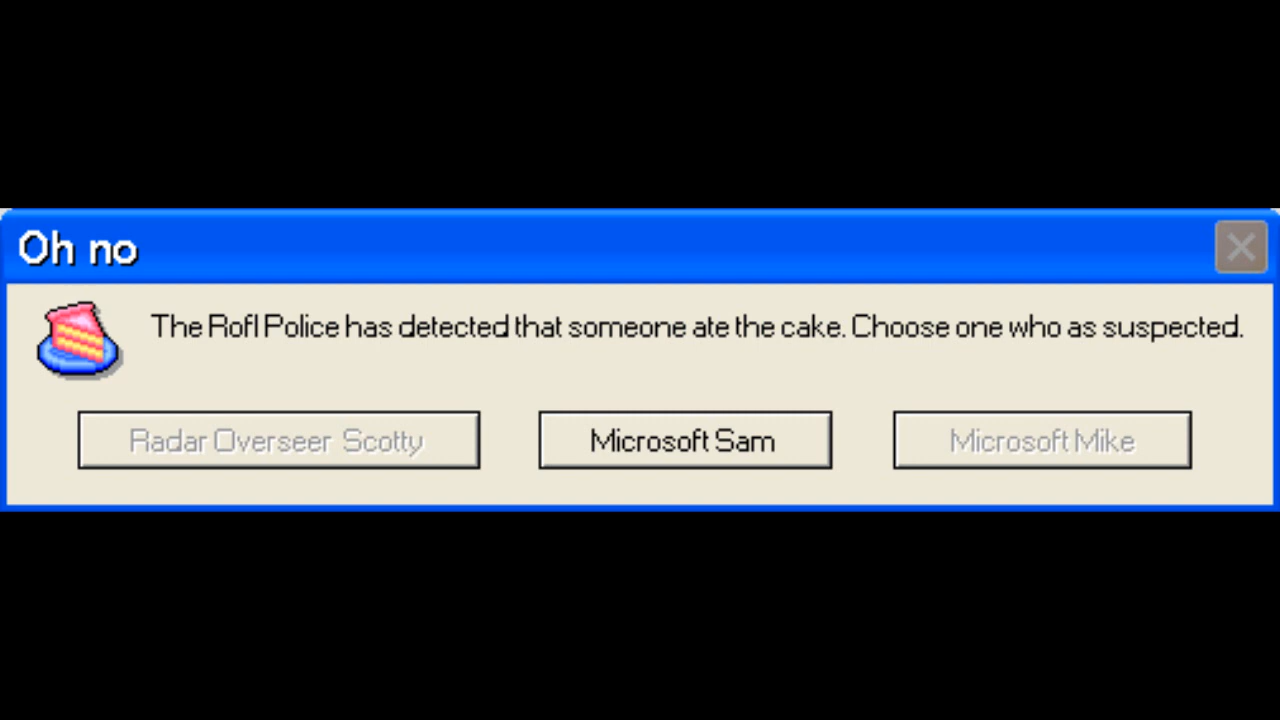 Oh no
The Rofl Police has detected that someone ate the cake. Choose one who as suspected.
Radar Overseer Scotty
Microsoft Sam
Microsoft Mike